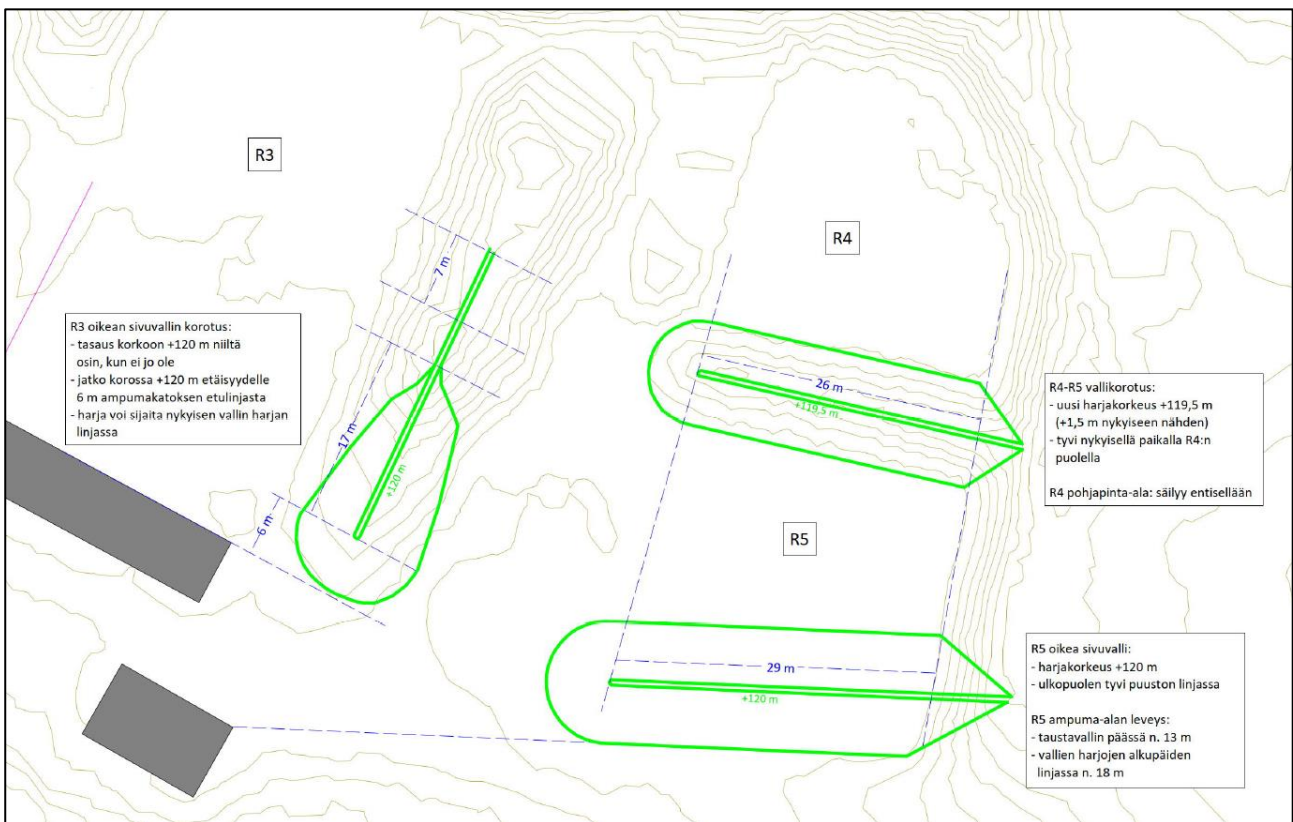 R3
R4
7 m
R3 oikean sivuvallin korotus:
- tasaus korkoon +120 m niiltä
osin, kun ei jo ole
- jatko korossa +120 m etäisyydelle
6 m ampumakatoksen etulinjasta
- harja voi sijaita nykyisen vallin harjan
linjassa
17 m
+120 m
6 m
26 m
+119,5 m
R4-R5 vallikorotus:
- uusi harjakorkeus +119,5 m
(+1,5 m nykyiseen nähden)
- tyvi nykyisellä paikalla R4:n
puolella
R4 pohjapinta-ala: säilyy entisellään
R5
29 m
+120 m
R5 oikea sivuvalli:
- harjakorkeus +120 m
- ulkopuolen tyvi puuston linjassa
R5 ampuma-alan leveys:
- taustavallin päässä n. 13 m
- vallien harjojen alkupäiden
linjassa n. 18 m